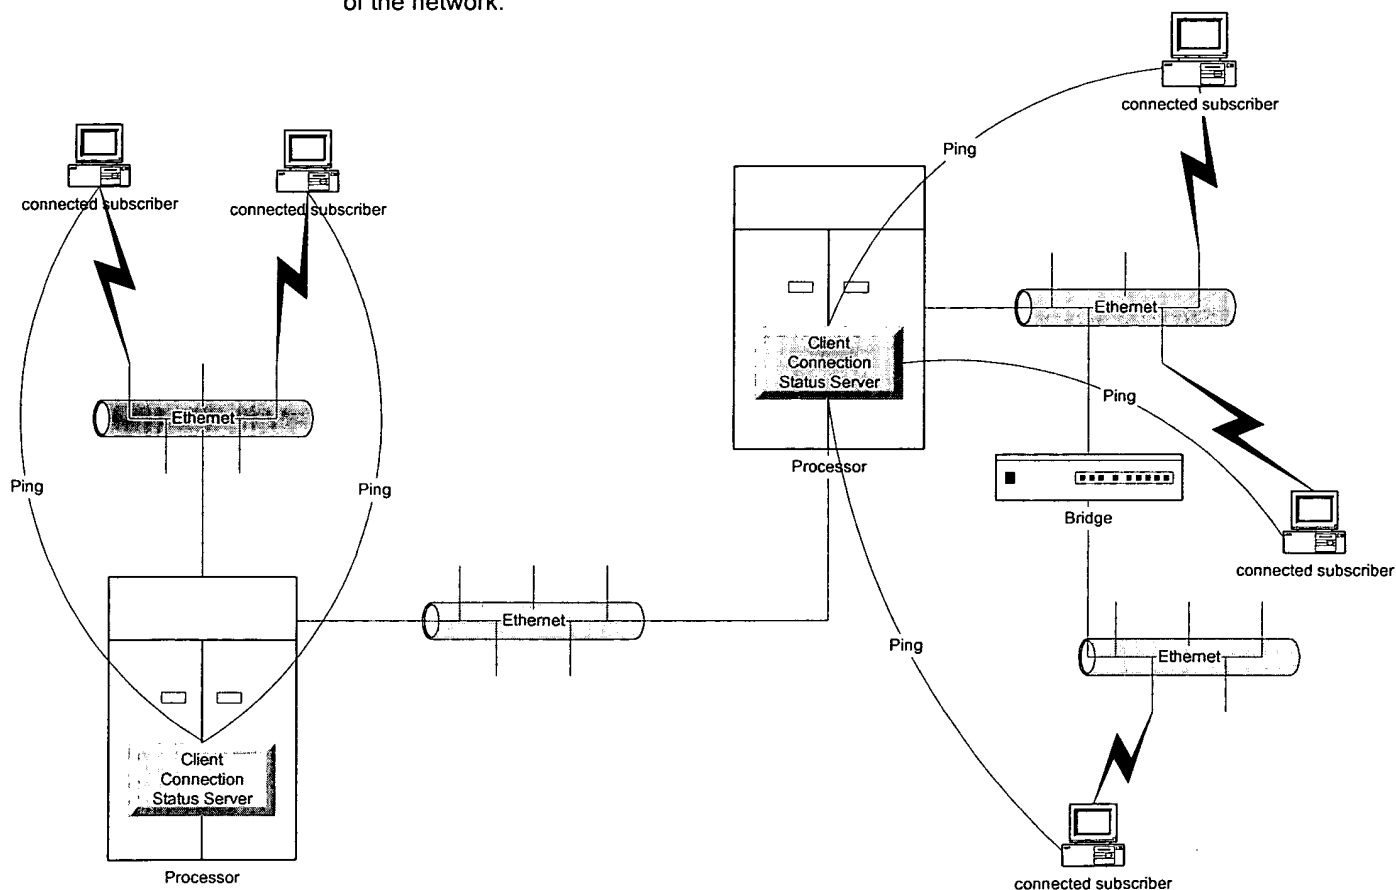 of the network.
connected subscriber
Ping
connected subscriber
connected subscriber
Ethernet
Client
Connection
Status Server
Ping
Ethernet
Processor
Ping
Ping
Bridge
connected subscriber
Ethernet
Ping
Ethernet
Client
Connection
Status Server
Processor
connected subscriber